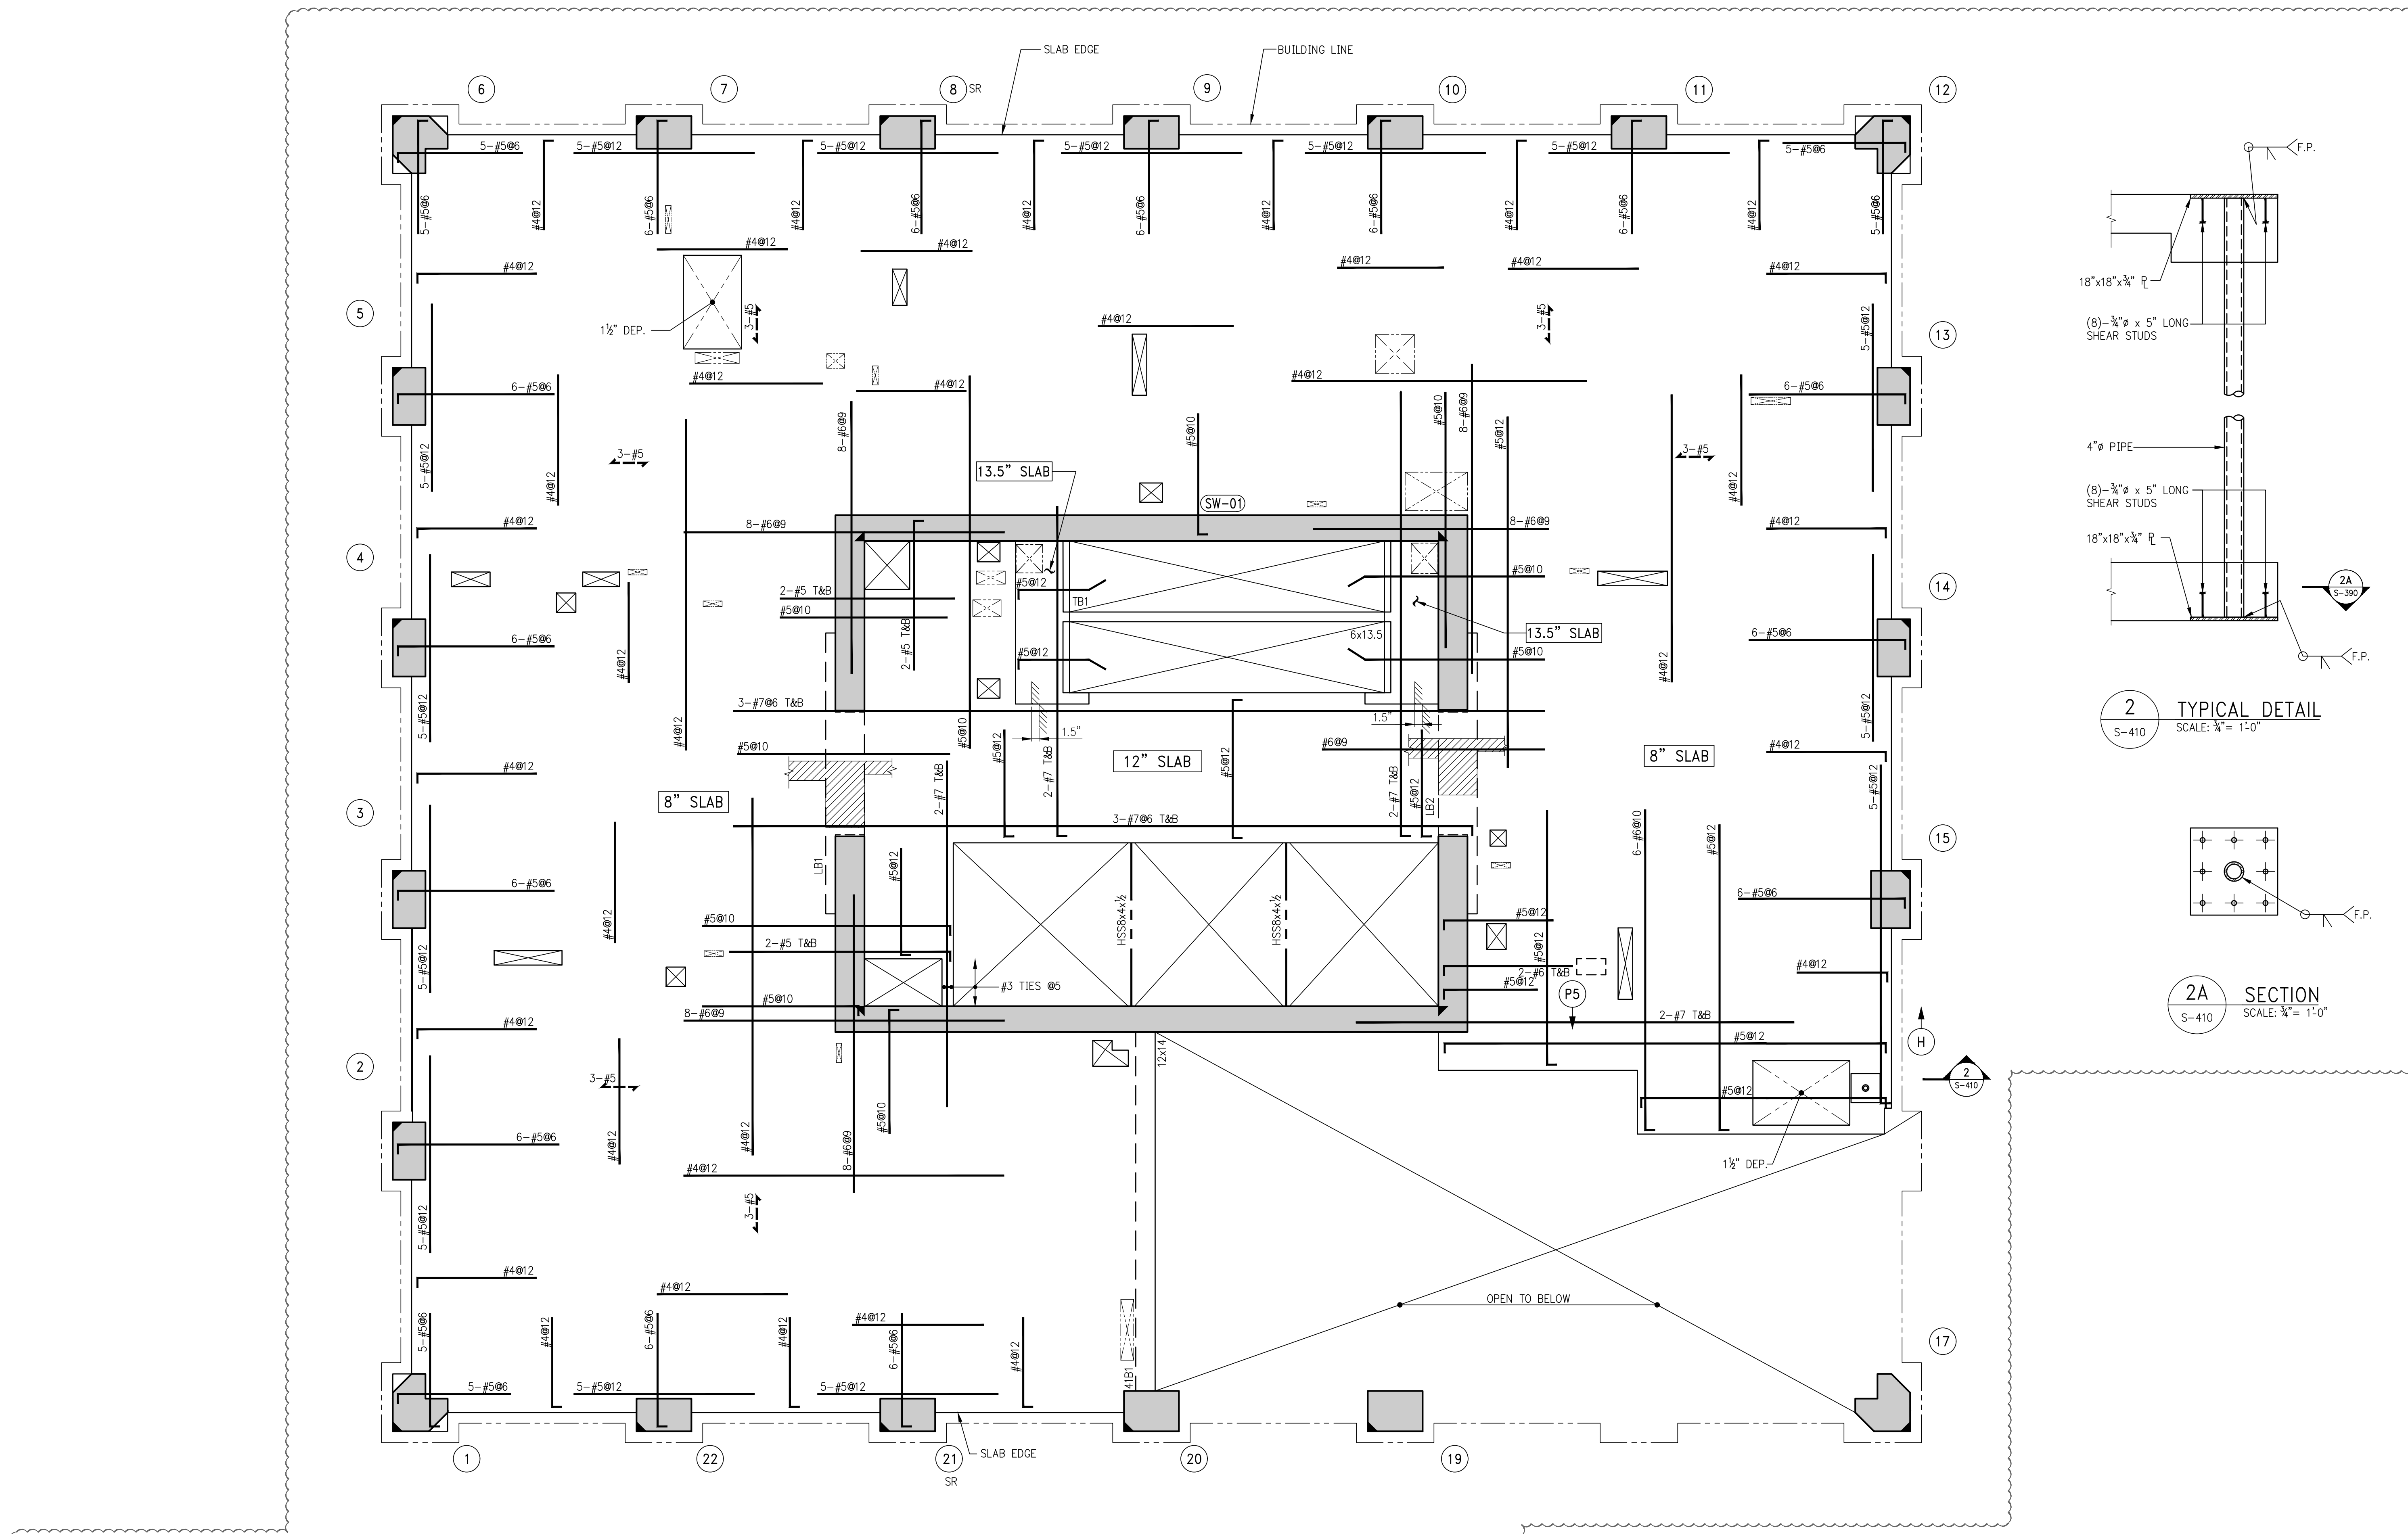 SLAB EDGE
BUILDING LINE
6
7
8
SR
9
10
11
12
5-#5@6
5-#5@12
5-#5@12
5-#5@12
5-#5@12
5-#5@12
5-#5@6
5-#5@6
#4@12
6-#5@6
#4@12
6-#5@6
#4@12
6-#5@6
#4@12
6-#5@6
#4@12
6-#5@6
#4@12
5-#5@6
#4@12
#4@12
#4@12
#4@12
#4@12
#4@12
5
1½" DEP.
3-#5
#4@12
3-#5
5-#5@12
13
#4@12
#4@12
#4@12
6-#5@6
6-#5@6
5-#5@12
#4@12
3-#5
8-#6@9
#5@10
#5@10
8-#6@9
#5@12
3-#5
#4@12
13.5" SLAB
SW-01
4
#4@12
8-#6@9
8-#6@9
#4@12
14
2-#5 T&B
#5@10
2-#5 T&B
#5@12
TB1
#5@10
6x13.5
13.5" SLAB
#5@12
#5@10
6-#5@6
#4@12
6-#5@6
#4@12
5-#5@12
#4@12
3-#7@6 T&B
#5@10
#5@10
#5@12
2-#7 T&B
1.5"
1.5"
12" SLAB
#5@12
#6@9
8" SLAB
5-#5@12
#4@12
#4@12
3
8" SLAB
2-#7 T&B
2-#7 T&B
#5@12
LB2
5-#5@12
15
3-#7@6 T&B
LB1
#5@12
6-#6@10
#5@12
6-#5@6
6-#5@6
#4@12
HSS8x4x½
HSS8x4x½
#5@10
2-#5 T&B
#5@12
#5@12
5-#5@12
#3 TIES @5
2-#6 T&B
#5@12
P5
#4@12
#5@10
8-#6@9
2-#7 T&B
#4@12
#5@12
H
2
12x14
2
S-410
3-#5
#5@12
#5@10
#4@12
#4@12
8-#6@9
6-#5@6
1½" DEP.
#4@12
3-#5
5-#5@12
#4@12
#4@12
#4@12
OPEN TO BELOW
5-#5@6
#4@12
6-#5@6
#4@12
6-#5@6
#4@12
41B1
17
5-#5@6
5-#5@12
5-#5@12
SLAB EDGE
1
22
21
SR
20
19
F.P.
18"x18"x¾" ℄
(8)-¾"ø x 5" LONG
SHEAR STUDS
4"ø PIPE
(8)-¾"ø x 5" LONG
SHEAR STUDS
18"x18"x¾" ℄
2A
S-390
F.P.
2
S-410
TYPICAL DETAIL
SCALE: ¾"= 1'-0"
F.P.
2A
S-410
SECTION
SCALE: ¾"= 1'-0"